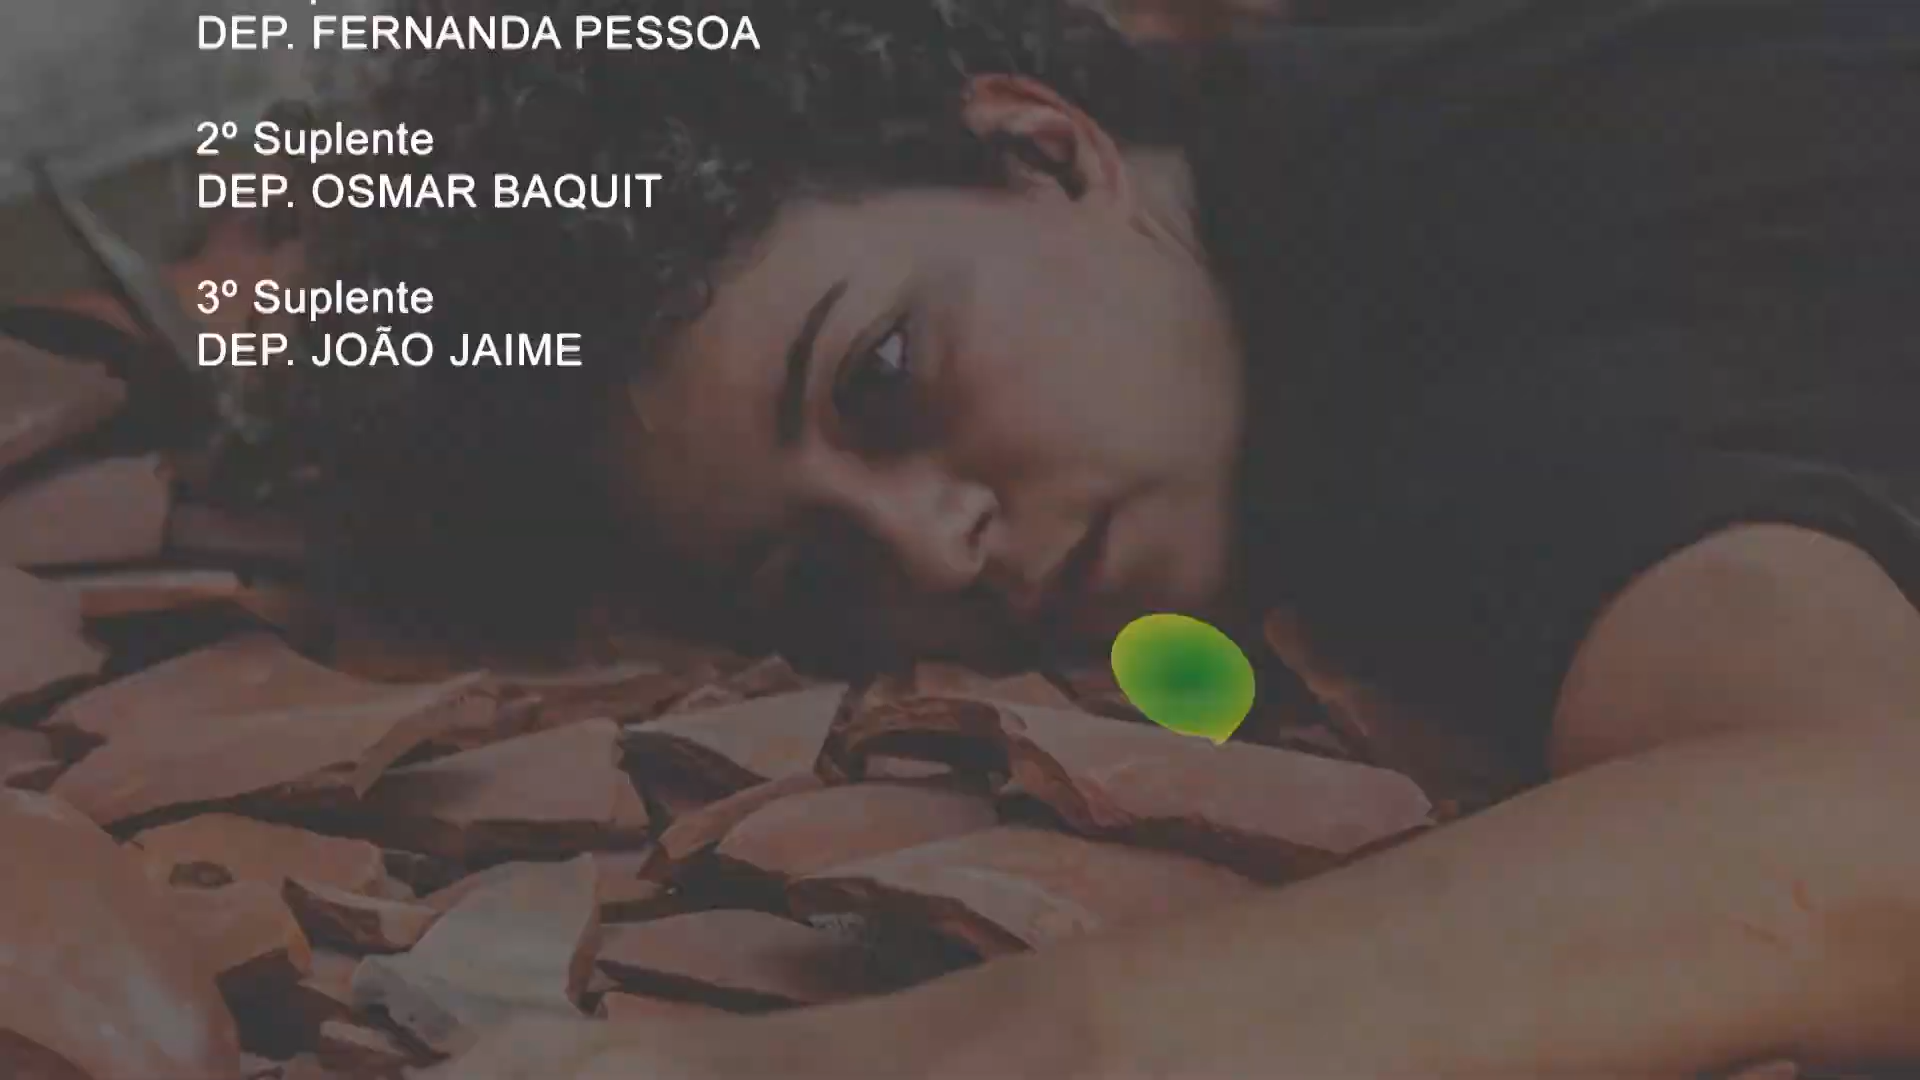 DEP. FERNANDA PESSOA
2º Suplente
DEP. OSMAR BAQUIT
3º Suplente
DEP. JOÃO JAIME